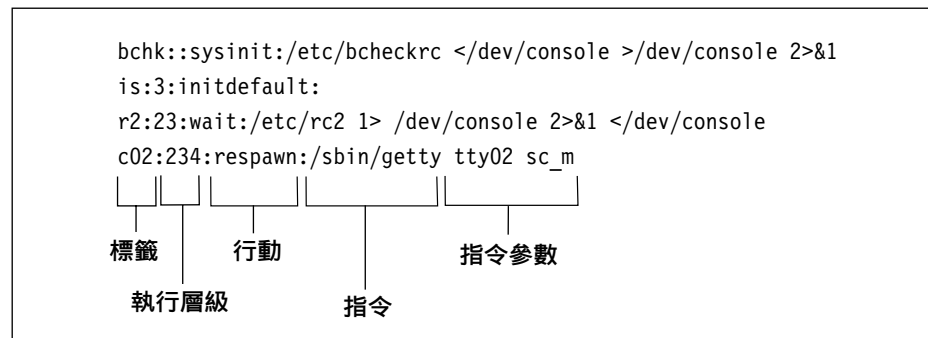 bchk::sysinit:/etc/bcheckrc </dev/console >/dev/console 2>&1
is:3:initdefault:
r2:23:wait:/etc/rc2 1> /dev/console 2>&1 </dev/console
c02:234:respawn:/sbin/getty tty02 sc_m
標籤 行動 指令參數
執行層級 指令